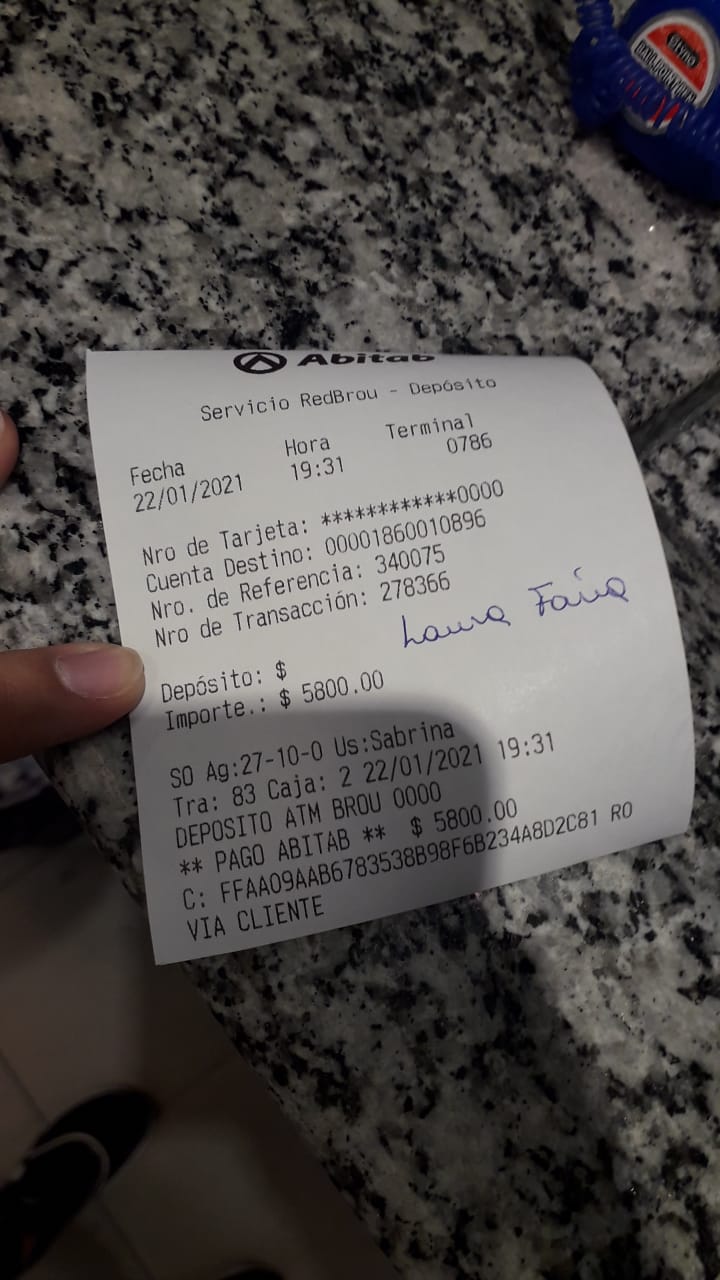 Abitab
Servicio RedBrou - Depósito
Fecha Hora Terminal
22/01/2021 19:31 0786
Nro de Tarjeta: ************0000
Cuenta Destino: 00001860010896
Nro. de Referencia: 340075
Nro de Transacción: 278366
Laura Faria
Depósito: $
Importe.: $ 5800.00
SO Ag:27-10-0 Us:Sabrina
Tra: 83 Caja: 2 22/01/2021 19:31
DEPOSITO ATM BROU 0000
** PAGO ABITAB ** $ 5800.00
C: FFAA09AAB6783538B98F6B234A8D2C81 RO
VIA CLIENTE